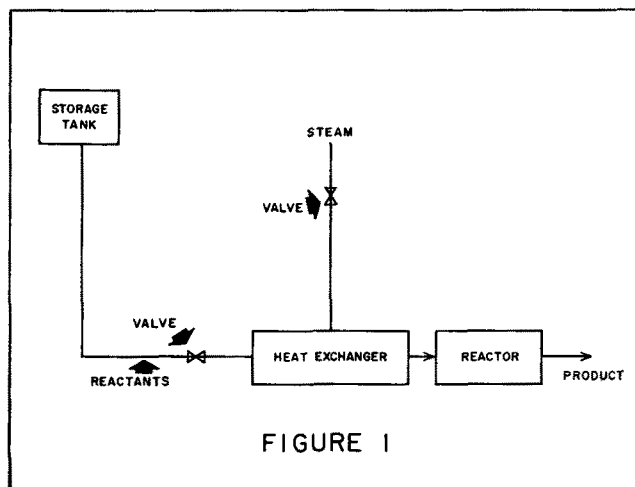 STORAGE
TANK
STEAM
VALVE
VALVE
REACTANTS
HEAT EXCHANGER
REACTOR
PRODUCT
FIGURE 1